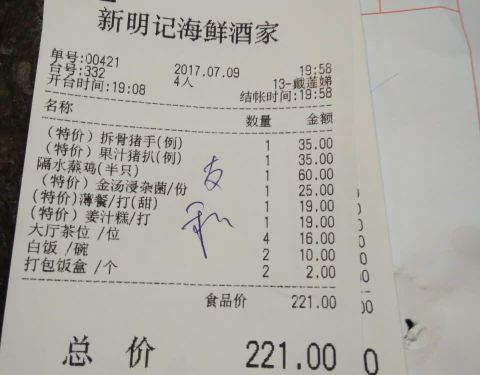 新明记海鲜酒家
单号:00421
台号:332 2017.07.09 19:58
开台时间:19:08 4人 13-戴莲娣
结帐时间:19:58
名称 数量 金额
(特价) 拆骨猪手(例) 1 35.00
(特价) 果汁猪扒(例) 1 35.00
隔水蒸鸡(半只) 1 60.00
(特价) 金汤浸杂菌/份 1 25.00
(特价)薄餐/打(甜) 1 19.00
(特价) 姜汁糕/打 1 19.00
大厅茶位 /位 4 16.00
白饭 /碗 2 10.00
打包饭盒 /个 2 2.00
食品价 221.00
总 价 221.00